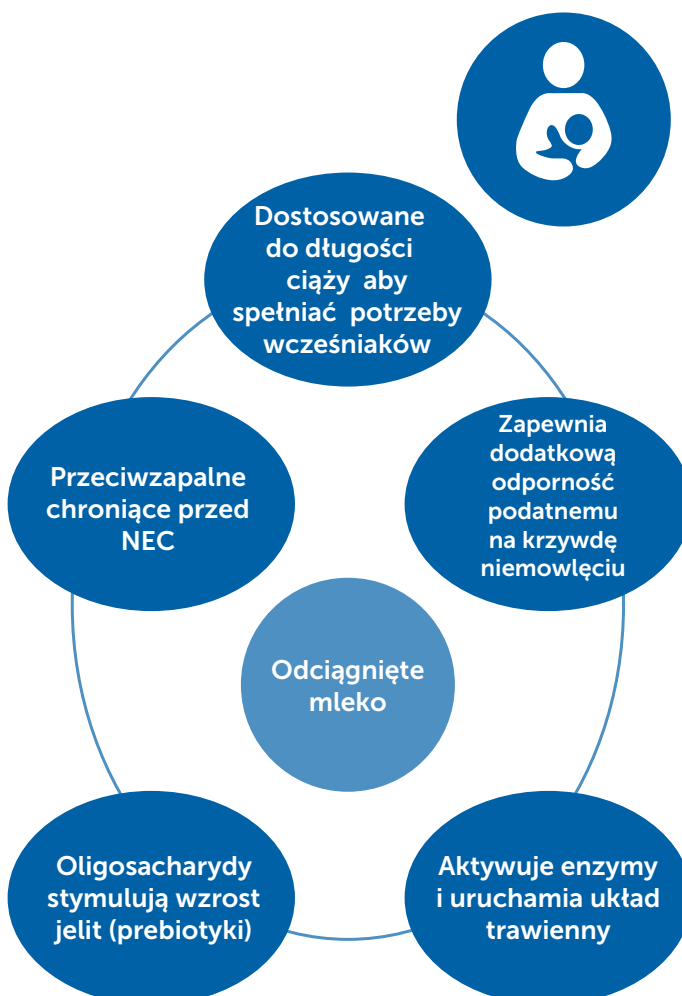 Dostosowane
do długości
ciąży aby
spełniać potrzeby
wcześniaków
Zapewnia
dodatkową
odporność
podatnemu
na krzywdę
niemowlęciu
Przeciwzapalne
chroniące przed
NEC
Odciągnięte
mleko
Oligosacharydy
stymulują wzrost
jelit (prebiotyki)
Aktywuje enzymy
i uruchamia układ
trawienny